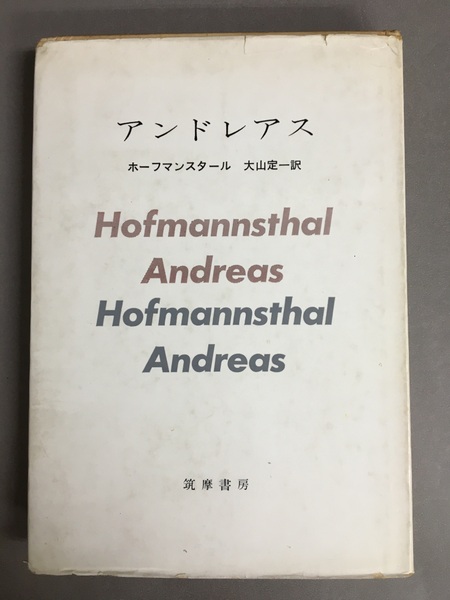 アンドレアス
ホーフマンスタール 大山定一訳
Hofmannsthal
Andreas
Hofmannsthal
Andreas
筑摩書房